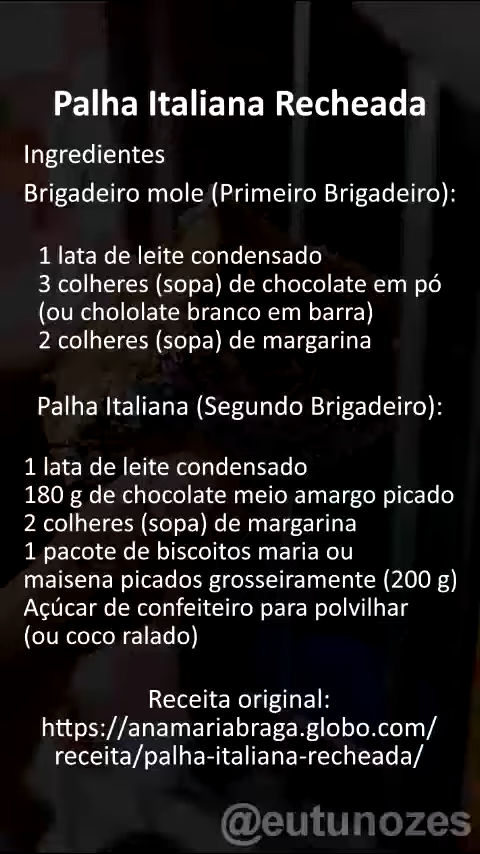 Palha Italiana Recheada
Ingredientes
Brigadeiro mole (Primeiro Brigadeiro):
1 lata de leite condensado
3 colheres (sopa) de chocolate em pó
(ou chololate branco em barra)
2 colheres (sopa) de margarina
Palha Italiana (Segundo Brigadeiro):
1 lata de leite condensado
180 g de chocolate meio amargo picado
2 colheres (sopa) de margarina
1 pacote de biscoitos maria ou
maisena picados grosseiramente (200 g)
Açúcar de confeiteiro para polvilhar
(ou coco ralado)
Receita original:
https://anamariabraga.globo.com/
receita/palha-italiana-recheada/
@eutunozes